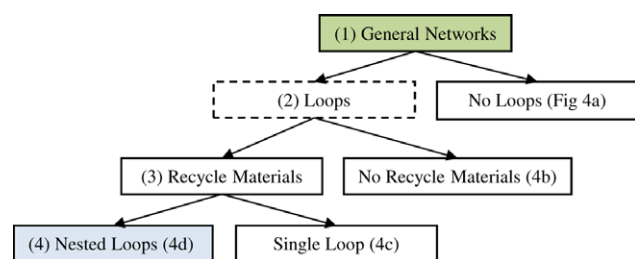 (1) General Networks
(2) Loops
No Loops (Fig 4a)
(3) Recycle Materials
No Recycle Materials (4b)
(4) Nested Loops (4d)
Single Loop (4c)